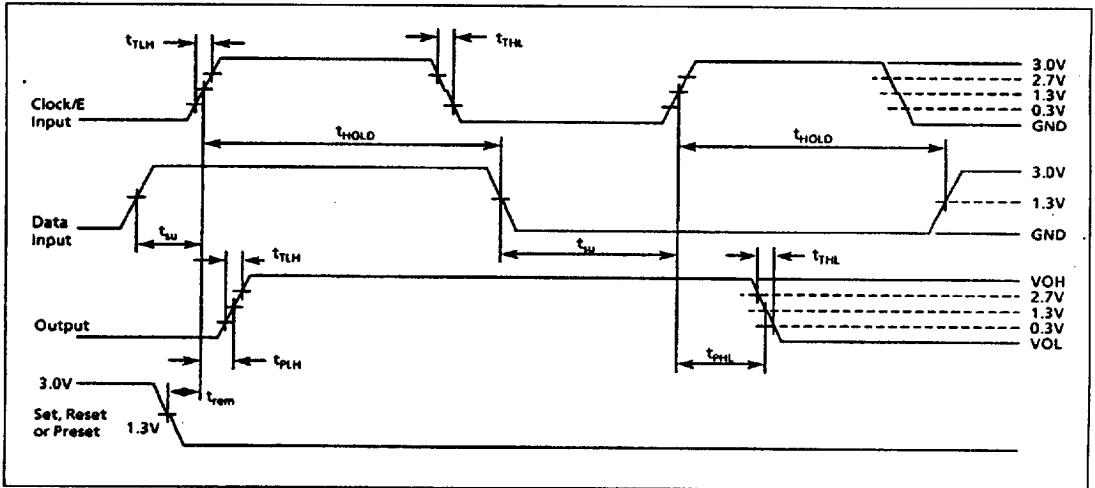 tTLH
tTHL
3.0V
2.7V
1.3V
0.3V
GND
Clock/E
Input
tHOLD
tHOLD
3.0V
1.3V
GND
Data
Input
tsu
tsu
tTLH
tTHL
VOH
2.7V
1.3V
0.3V
VOL
Output
tPLH
tPHL
3.0V
trem
Set, Reset
or Preset
1.3V